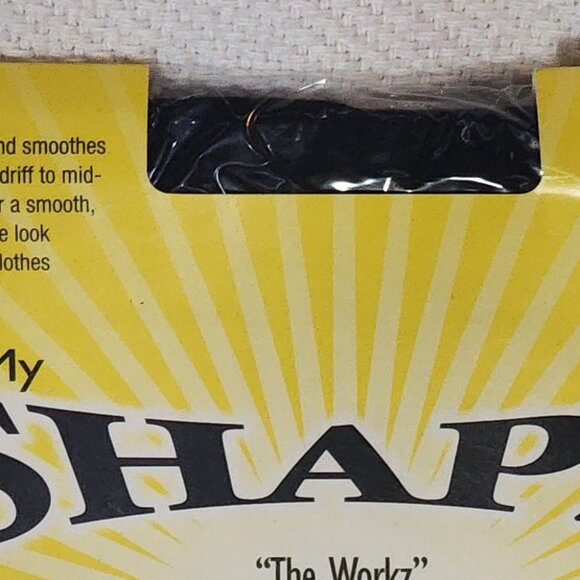 nd smoothes
driff to mid-
r a smooth,
e look
lothes
My
SHAP
"The Workz"